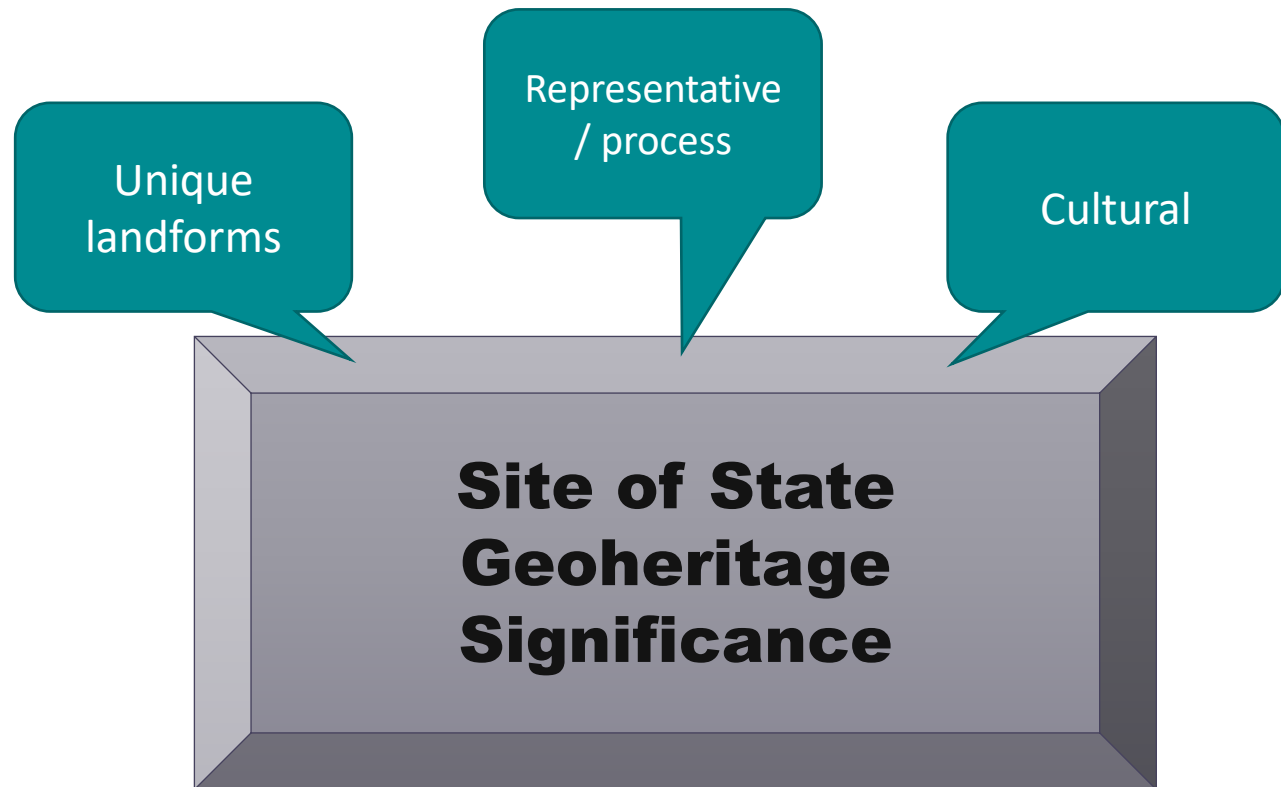 Unique
landforms
Representative
/ process
Cultural
Site of State
Geoheritage
Significance